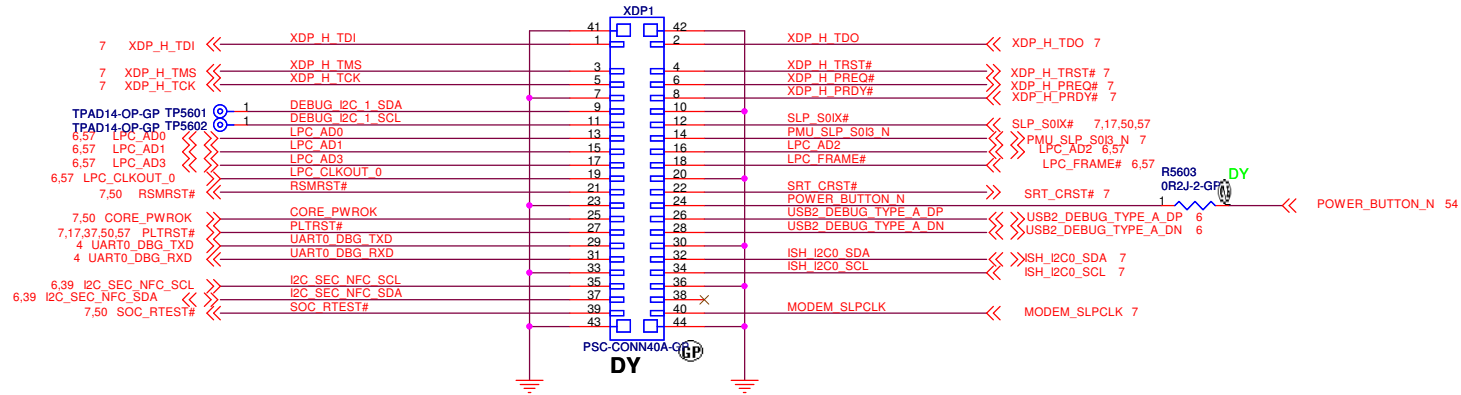 XDP1
41 42
7 XDP_H_TDI XDP_H_TDI 1 2 XDP_H_TDO XDP_H_TDO 7
7 XDP_H_TMS XDP_H_TMS 3 4 XDP_H_TRST# XDP_H_TRST# 7
7 XDP_H_TCK XDP_H_TCK 5 6 XDP_H_PREQ# XDP_H_PREQ# 7
7 8 XDP_H_PRDY# XDP_H_PRDY# 7
TPAD14-OP-GP TP5601 1 DEBUG_I2C_1_SDA 9 10
TPAD14-OP-GP TP5602 1 DEBUG_I2C_1_SCL 11 12 SLP_S0IX# SLP_S0IX# 7,17,50,57
6,57 LPC_AD0 LPC_AD0 13 14 PMU_SLP_S0I3_N PMU_SLP_S0I3_N 7
6,57 LPC_AD1 LPC_AD1 15 16 LPC_AD2 LPC_AD2 6,57
6,57 LPC_AD3 LPC_AD3 17 18 LPC_FRAME# LPC_FRAME# 6,57
6,57 LPC_CLKOUT_0 LPC_CLKOUT_0 19 20
7,50 RSMRST# RSMRST# 21 22 SRT_CRST# SRT_CRST# 7
R5603 DY
0R2J-2-GP
23 24 POWER_BUTTON_N 1 POWER_BUTTON_N 54
7,50 CORE_PWROK CORE_PWROK 25 26 USB2_DEBUG_TYPE_A_DP USB2_DEBUG_TYPE_A_DP 6
7,17,37,50,57 PLTRST# PLTRST# 27 28 USB2_DEBUG_TYPE_A_DN USB2_DEBUG_TYPE_A_DN 6
4 UART0_DBG_TXD UART0_DBG_TXD 29 30
4 UART0_DBG_RXD UART0_DBG_RXD 31 32 ISH_I2C0_SDA ISH_I2C0_SDA 7
33 34 ISH_I2C0_SCL ISH_I2C0_SCL 7
6,39 I2C_SEC_NFC_SCL I2C_SEC_NFC_SCL 35 36
6,39 I2C_SEC_NFC_SDA I2C_SEC_NFC_SDA 37 38
7,50 SOC_RTEST# SOC_RTEST# 39 40 MODEM_SLPCLK MODEM_SLPCLK 7
43 44
PSC-CONN40A-GP GP
DY